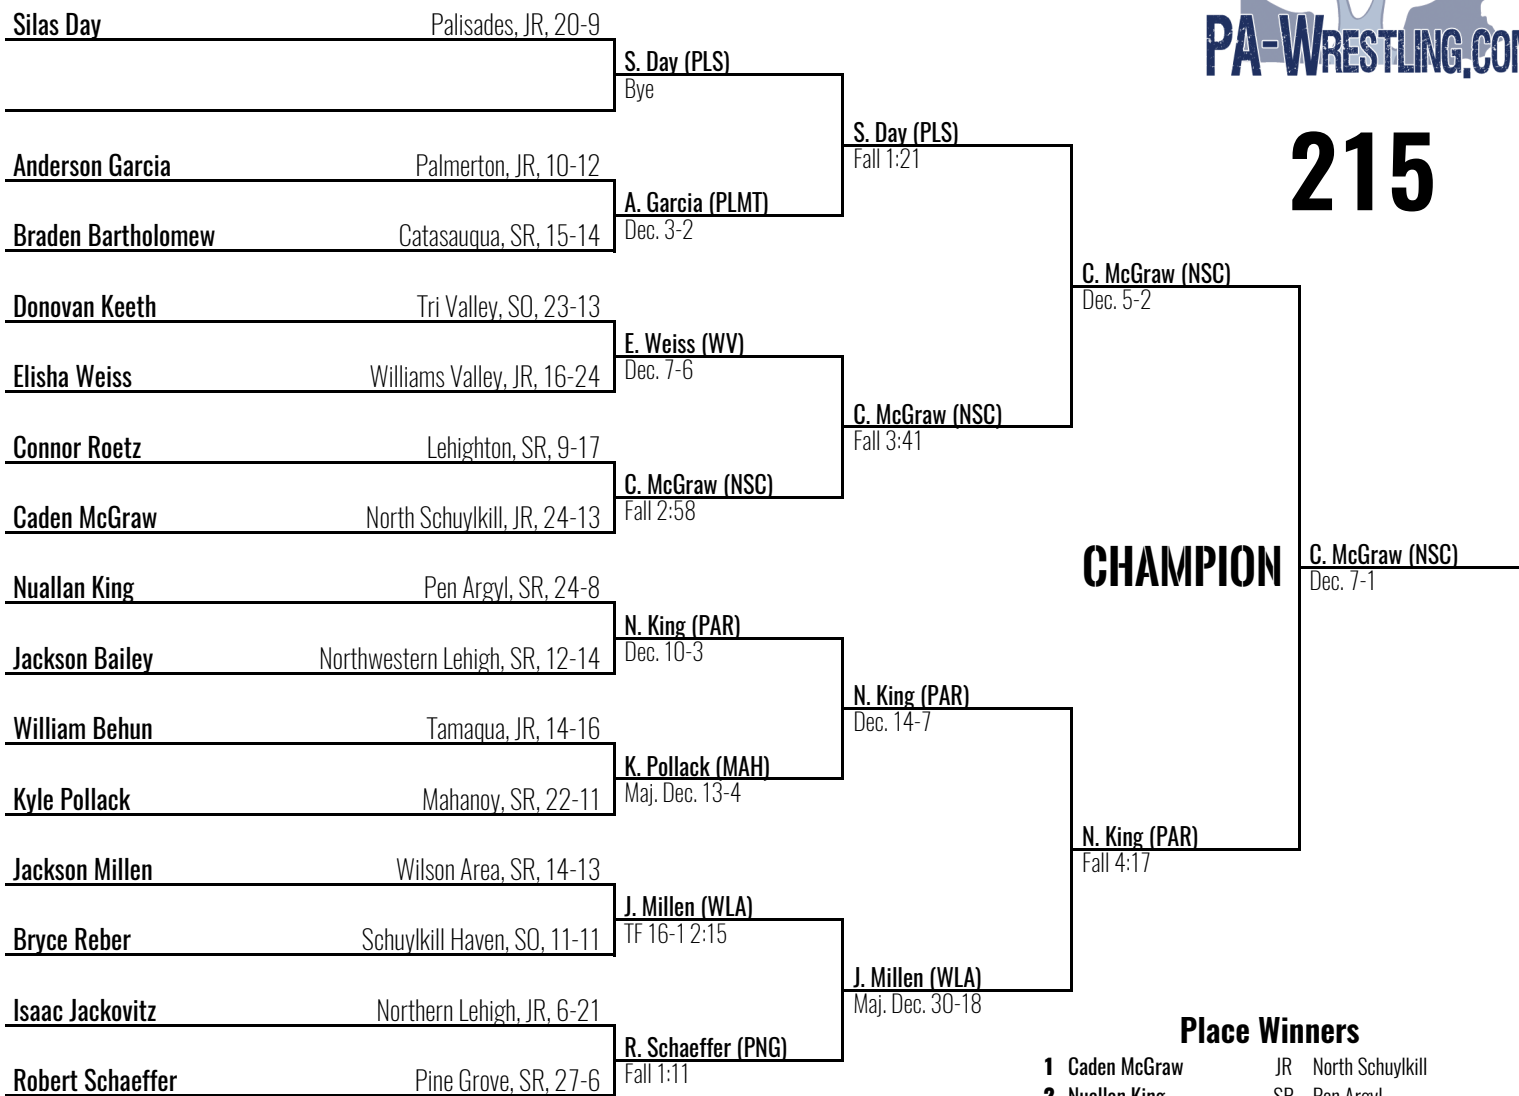 Silas Day Palisades, JR, 20-9
S. Day (PLS)
Bye
Anderson Garcia Palmerton, JR, 10-12
A. Garcia (PLMT)
Dec. 3-2
Braden Bartholomew Catasauqua, SR, 15-14
S. Day (PLS)
Fall 1:21
Donovan Keeth Tri Valley, SO, 23-13
E. Weiss (WV)
Dec. 7-6
Elisha Weiss Williams Valley, JR, 16-24
Connor Roetz Lehighton, SR, 9-17
C. McGraw (NSC)
Fall 2:58
Caden McGraw North Schuylkill, JR, 24-13
C. McGraw (NSC)
Fall 3:41
C. McGraw (NSC)
Dec. 5-2
Nuallan King Pen Argyl, SR, 24-8
N. King (PAR)
Dec. 10-3
Jackson Bailey Northwestern Lehigh, SR, 12-14
William Behun Tamaqua, JR, 14-16
K. Pollack (MAH)
Maj. Dec. 13-4
Kyle Pollack Mahanoy, SR, 22-11
N. King (PAR)
Dec. 14-7
Jackson Millen Wilson Area, SR, 14-13
J. Millen (WLA)
TF 16-1 2:15
Bryce Reber Schuylkill Haven, SO, 11-11
Isaac Jackovitz Northern Lehigh, JR, 6-21
R. Schaeffer (PNG)
Fall 1:11
Robert Schaeffer Pine Grove, SR, 27-6
J. Millen (WLA)
Maj. Dec. 30-18
N. King (PAR)
Fall 4:17
CHAMPION
C. McGraw (NSC)
Dec. 7-1
PA-WRESTLING.CO
215
Place Winners
1 Caden McGraw JR North Schuylkill
2 Nuallan King SR Pen Argyl